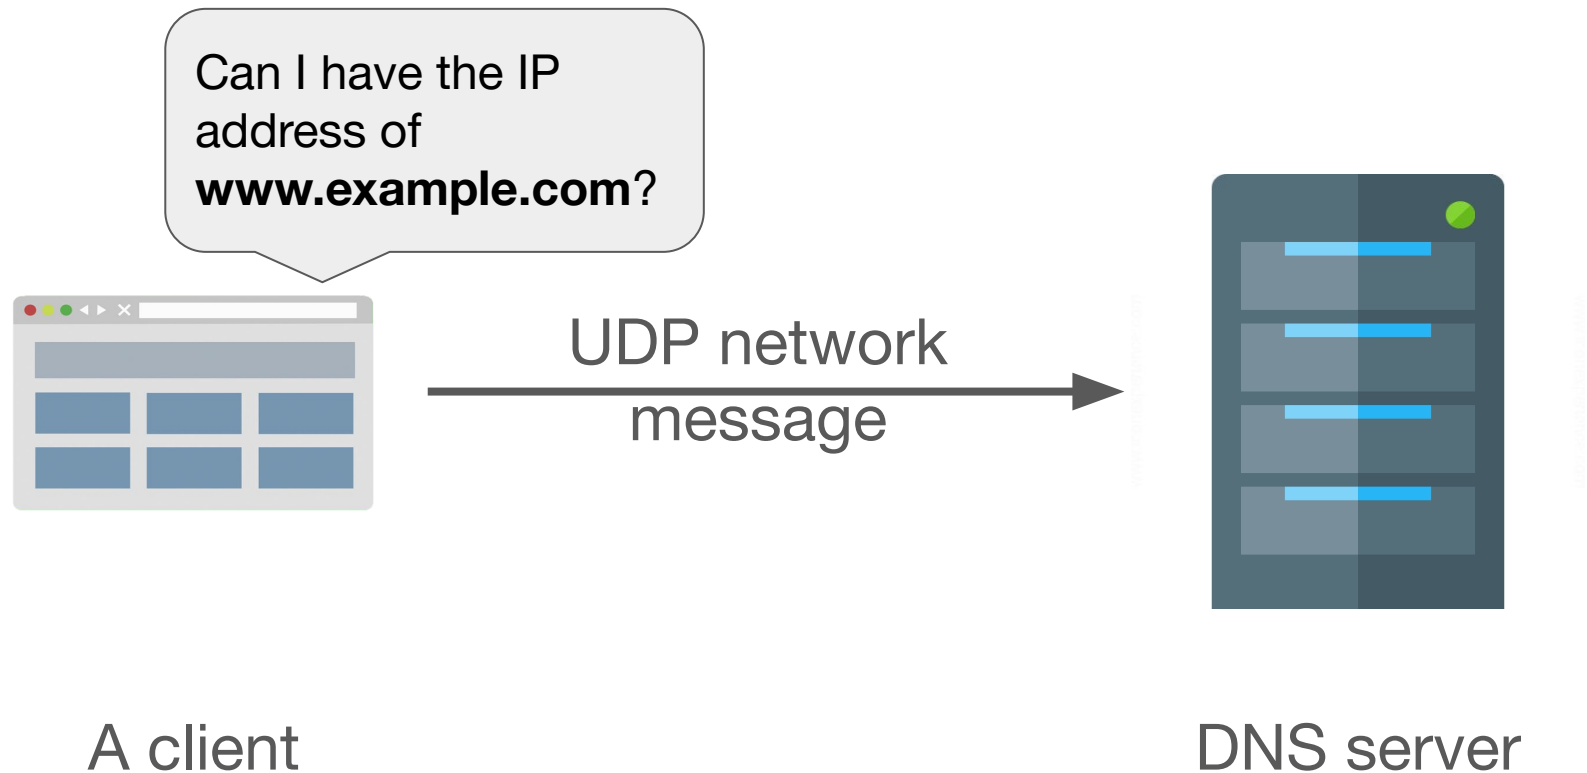 Can I have the IP
address of
www.example.com?
UDP network
message
A client
DNS server